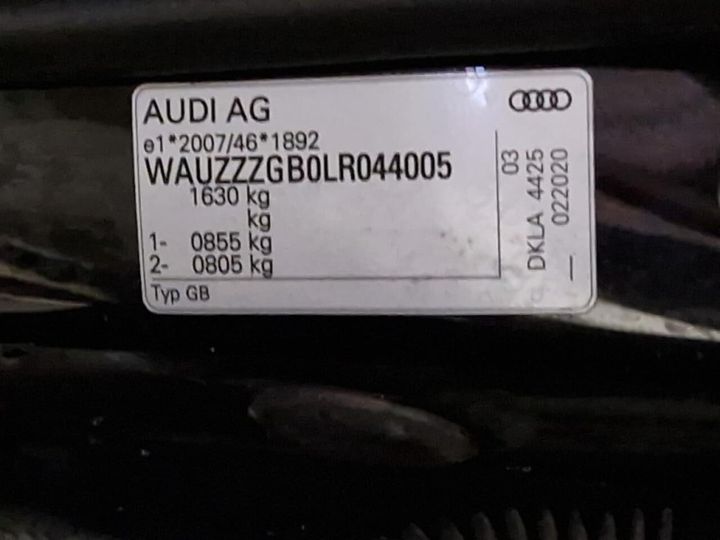 AUDI AG
e1*2007/46*1892
WAUZZZGB0LR044005
1630 kg
kg
1- 0855 kg
2- 0805 kg
Typ GB
03
DKLA 4425
— 022020